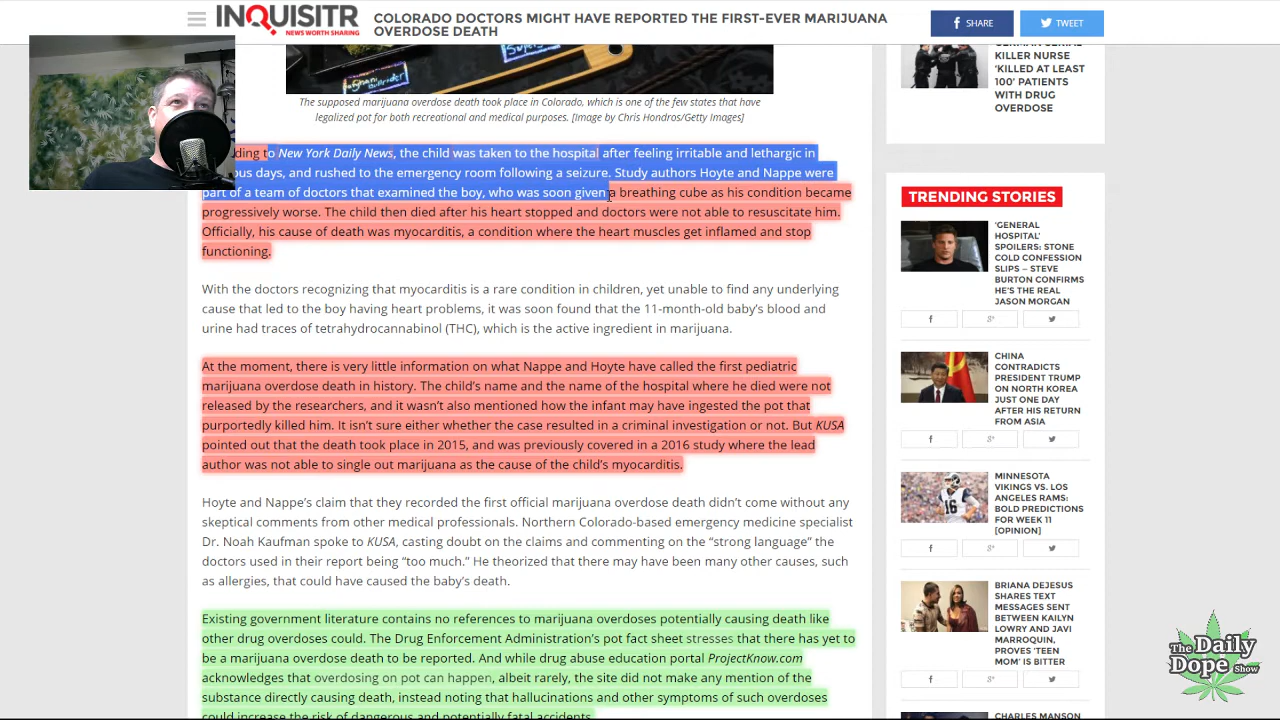 INQUISITR
NEWS WORTH SHARING
COLORADO DOCTORS MIGHT HAVE REPORTED THE FIRST-EVER MARIJUANA
OVERDOSE DEATH
SHARE
TWEET
The supposed marijuana overdose death took place in Colorado, which is one of the few states that have
legalized pot for both recreational and medical purposes. [Image by Chris Hondros/Getty Images]
ding to New York Daily News, the child was taken to the hospital after feeling irritable and lethargic in
ous days, and rushed to the emergency room following a seizure. Study authors Hoyte and Nappe were
part of a team of doctors that examined the boy, who was soon given a breathing cube as his condition became
progressively worse. The child then died after his heart stopped and doctors were not able to resuscitate him.
Officially, his cause of death was myocarditis, a condition where the heart muscles get inflamed and stop
functioning.
With the doctors recognizing that myocarditis is a rare condition in children, yet unable to find any underlying
cause that led to the boy having heart problems, it was soon found that the 11-month-old baby's blood and
urine had traces of tetrahydrocannabinol (THC), which is the active ingredient in marijuana.
At the moment, there is very little information on what Nappe and Hoyte have called the first pediatric
marijuana overdose death in history. The child's name and the name of the hospital where he died were not
released by the researchers, and it wasn't also mentioned how the infant may have ingested the pot that
purportedly killed him. It isn't sure either whether the case resulted in a criminal investigation or not. But KUSA
pointed out that the death took place in 2015, and was previously covered in a 2016 study where the lead
author was not able to single out marijuana as the cause of the child's myocarditis.
Hoyte and Nappe's claim that they recorded the first official marijuana overdose death didn't come without any
skeptical comments from other medical professionals. Northern Colorado-based emergency medicine specialist
Dr. Noah Kaufman spoke to KUSA, casting doubt on the claims and commenting on the “strong language” the
doctors used in their report being “too much.” He theorized that there may have been many other causes, such
as allergies, that could have caused the baby's death.
Existing government literature contains no references to marijuana overdoses potentially causing death like
other drug overdoses could. The Drug Enforcement Administration's pot fact sheet stresses that there has yet to
be a marijuana overdose death to be reported. And while drug abuse education portal ProjectKnow.com
acknowledges that overdosing on pot can happen, albeit rarely, the site did not make any mention of the
substance directly causing death, instead noting that hallucinations and other symptoms of such overdoses
could increase the risk of dangerous and potentially fatal accidents.
GERMAN SERIAL
KILLER NURSE
'KILLED AT LEAST
100' PATIENTS
WITH DRUG
OVERDOSE
TRENDING STORIES
'GENERAL
HOSPITAL'
SPOILERS: STONE
COLD CONFESSION
SLIPS – STEVE
BURTON CONFIRMS
HE'S THE REAL
JASON MORGAN
CHINA
CONTRADICTS
PRESIDENT TRUMP
ON NORTH KOREA
JUST ONE DAY
AFTER HIS RETURN
FROM ASIA
MINNESOTA
VIKINGS VS. LOS
ANGELES RAMS:
BOLD PREDICTIONS
FOR WEEK 11
[OPINION]
BRIANA DEJESUS
SHARES TEXT
MESSAGES SENT
BETWEEN KAILYN
LOWRY AND JAVI
MARROQUIN,
PROVES 'TEEN
MOM' IS BITTER
CHARLES MANSON
The Daily
Dope Show